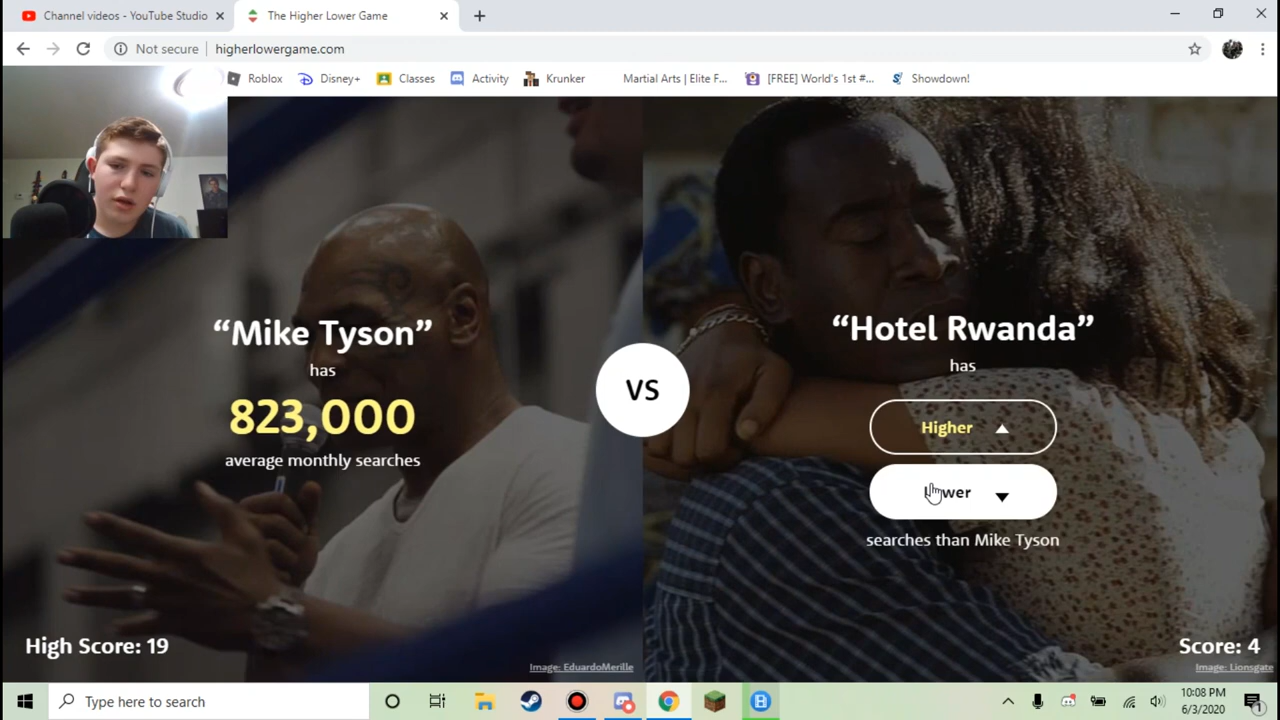 Channel videos - YouTube Studio
The Higher Lower Game
Not secure
higherlowergame.com
Roblox
Disney+
Classes
Activity
Krunker
Martial Arts | Elite F...
[FREE] World's 1st #...
Showdown!
“Mike Tyson”
has
823,000
average monthly searches
VS
“Hotel Rwanda”
has
Higher
Lower
searches than Mike Tyson
High Score: 19
Image: EduardoMerille
Score: 4
Image: Lionsgate
Type here to search
10:08 PM
6/3/2020
1